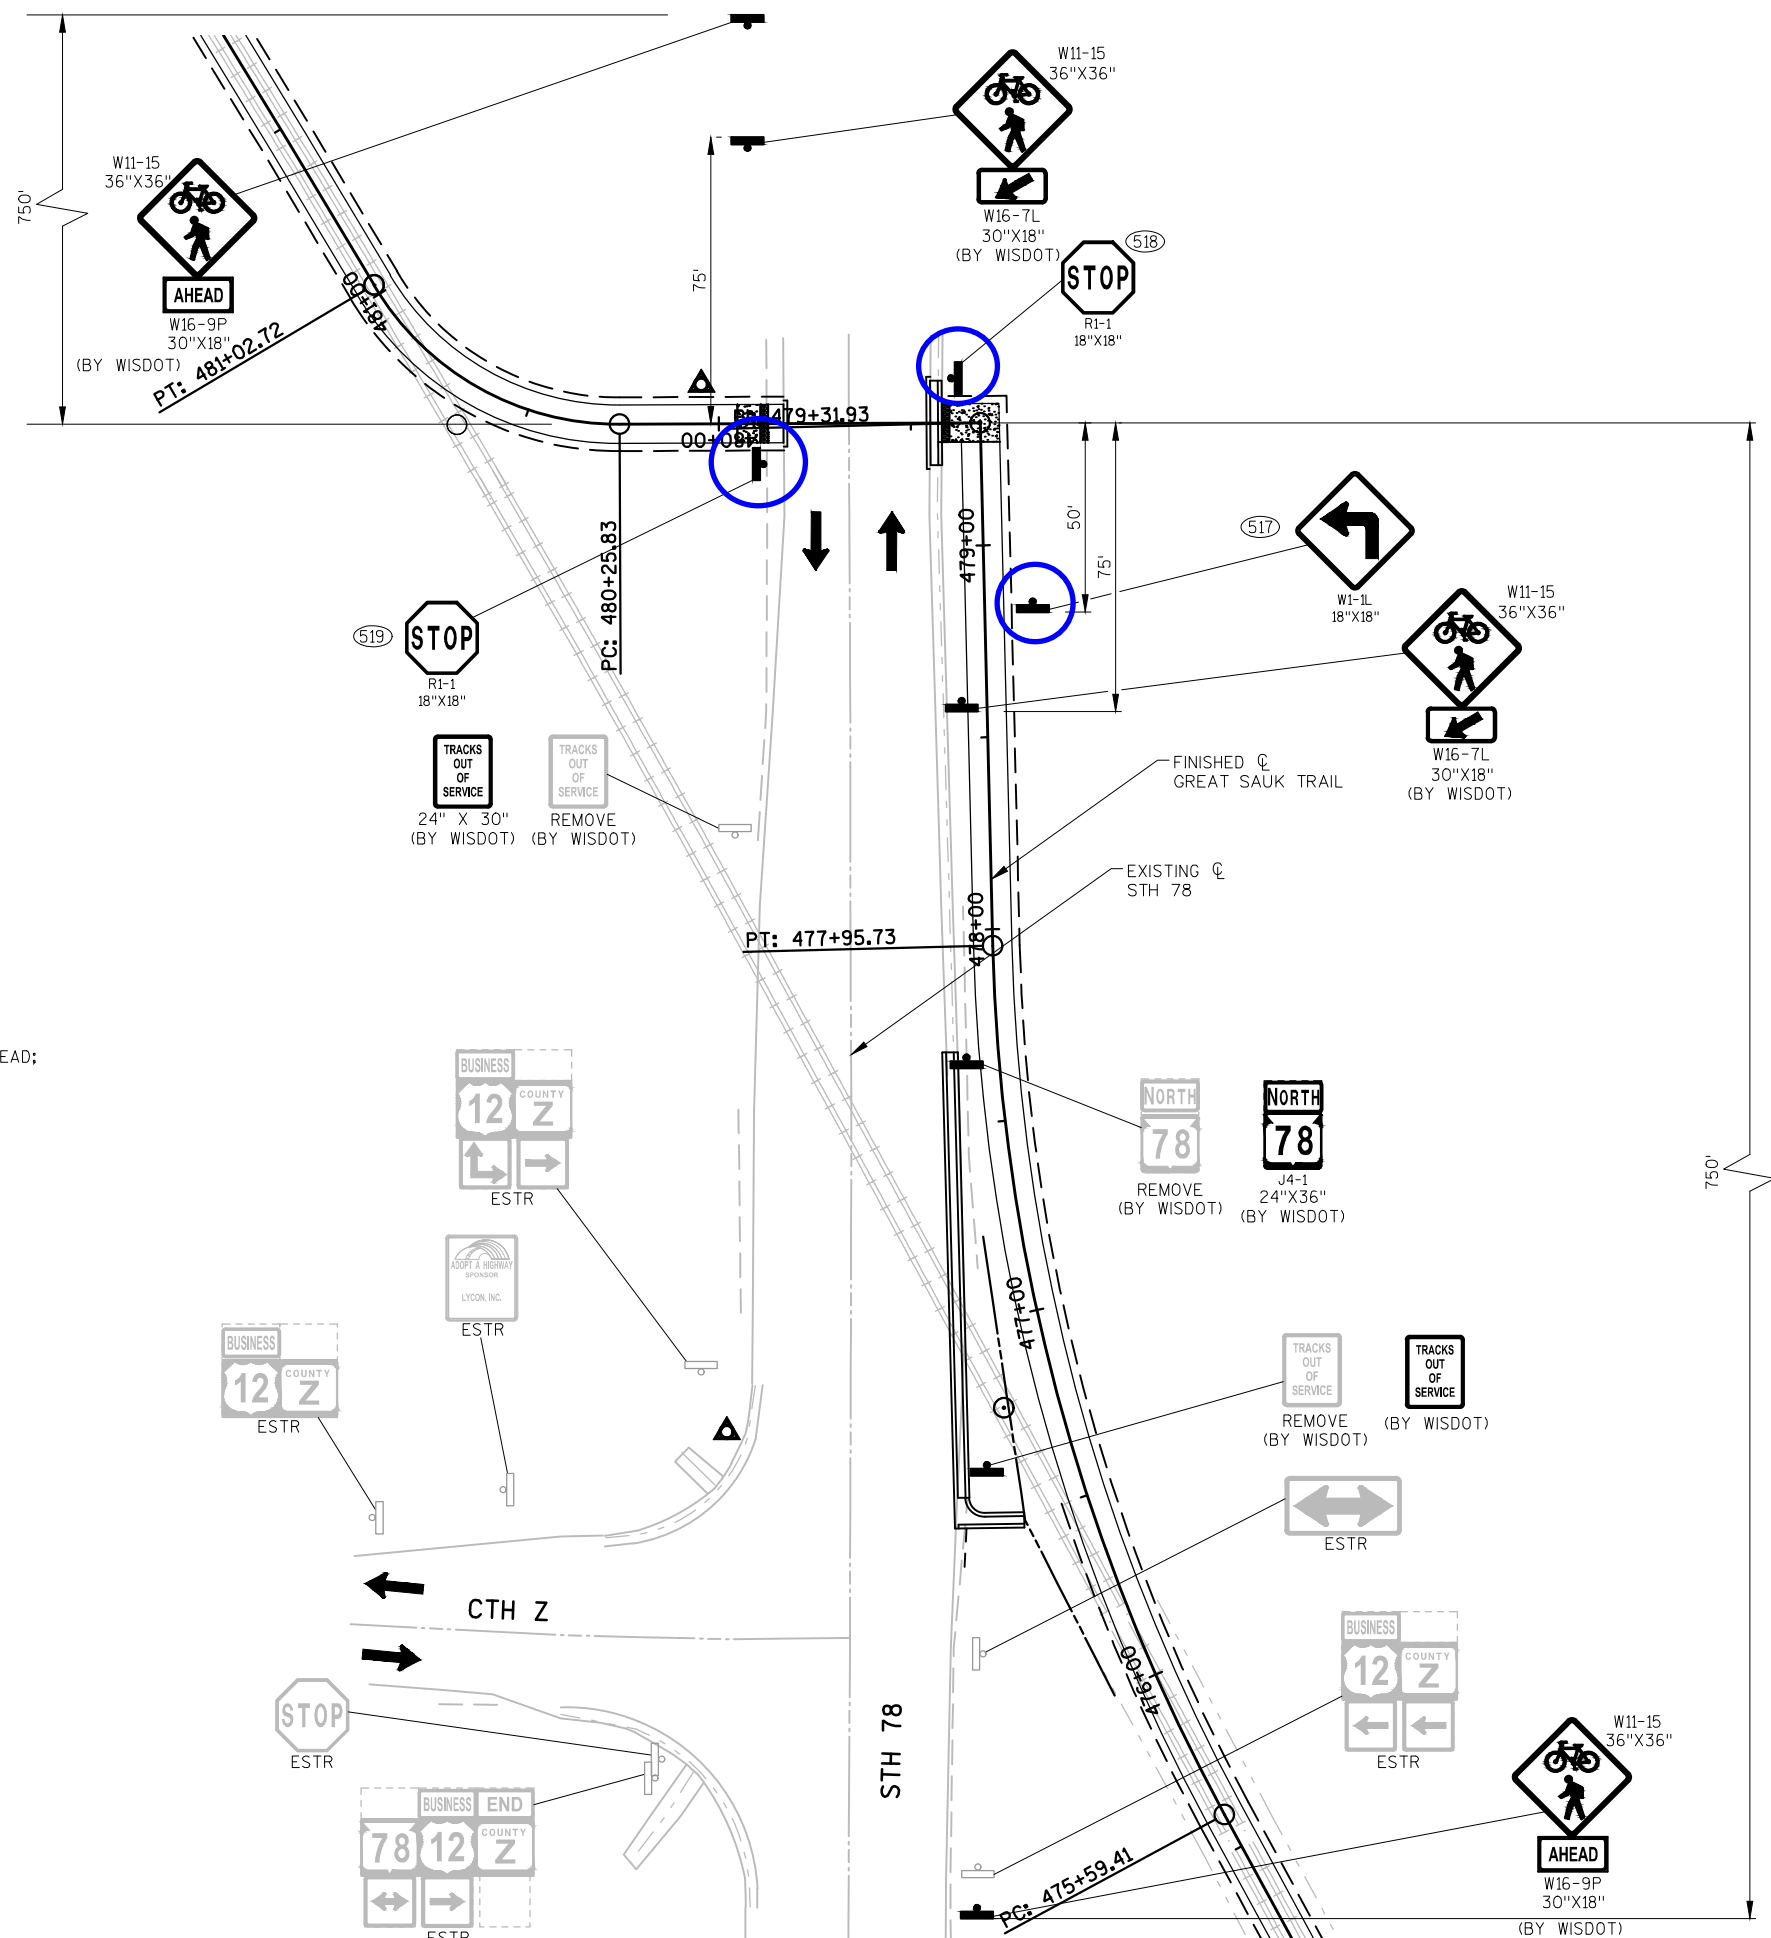 W11-15
36"X36"
W16-7L
30"X18"
(BY WISDOT)
750'
W11-15
36"X36"
AHEAD
W16-9P
30"X18"
(BY WISDOT)
75'
518
STOP
R1-1
18"X18"
481+00
PT: 481+02.72
479+31.93
480+00
PC: 480+25.83
479+00
50'
75'
517
W1-1L
18"X18"
519
STOP
R1-1
18"X18"
W11-15
36"X36"
W16-7L
30"X18"
(BY WISDOT)
TRACKS
OUT
OF
SERVICE
24" X 30"
(BY WISDOT)
TRACKS
OUT
OF
SERVICE
REMOVE
(BY WISDOT)
FINISHED ℄
GREAT SAUK TRAIL
EXISTING ℄
STH 78
PT: 477+95.73
478+00
EAD;
BUSINESS
12
COUNTY
Z
ESTR
NORTH
78
REMOVE
(BY WISDOT)
NORTH
78
J4-1
24"X36"
(BY WISDOT)
750'
ADOPT A HIGHWAY
SPONSOR
LYCON, INC.
ESTR
477+00
BUSINESS
12
COUNTY
Z
ESTR
TRACKS
OUT
OF
SERVICE
REMOVE
(BY WISDOT)
TRACKS
OUT
OF
SERVICE
(BY WISDOT)
ESTR
CTH Z
STH 78
476+00
BUSINESS
12
COUNTY
Z
ESTR
STOP
ESTR
BUSINESS
END
78
12
COUNTY
Z
ESTR
PC: 475+59.41
W11-15
36"X36"
AHEAD
W16-9P
30"X18"
(BY WISDOT)